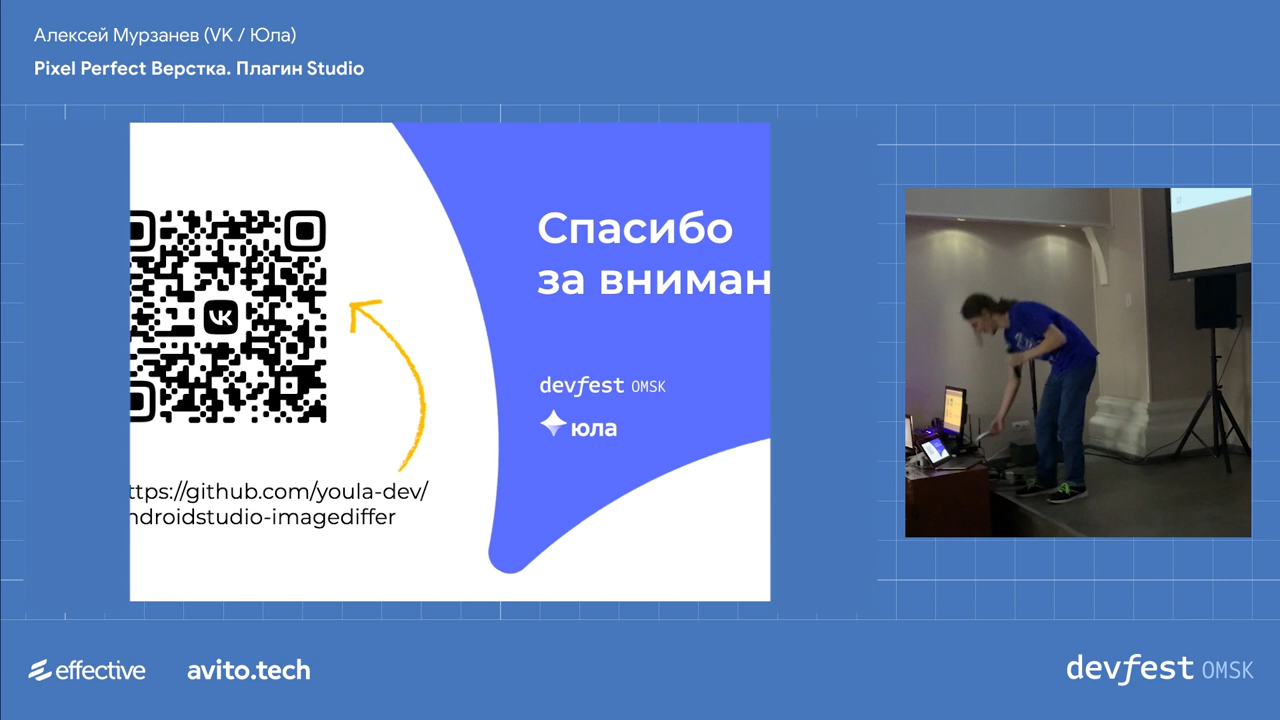 Алексей Мурзанев (VK / Юла)
Pixel Perfect Верстка. Плагин Studio
Спасибо
за вниман
devfest OMSK
юла
ttps://github.com/youla-dev/
ndroidstudio-imagediffer
effective
avito.tech
devfest OMSK